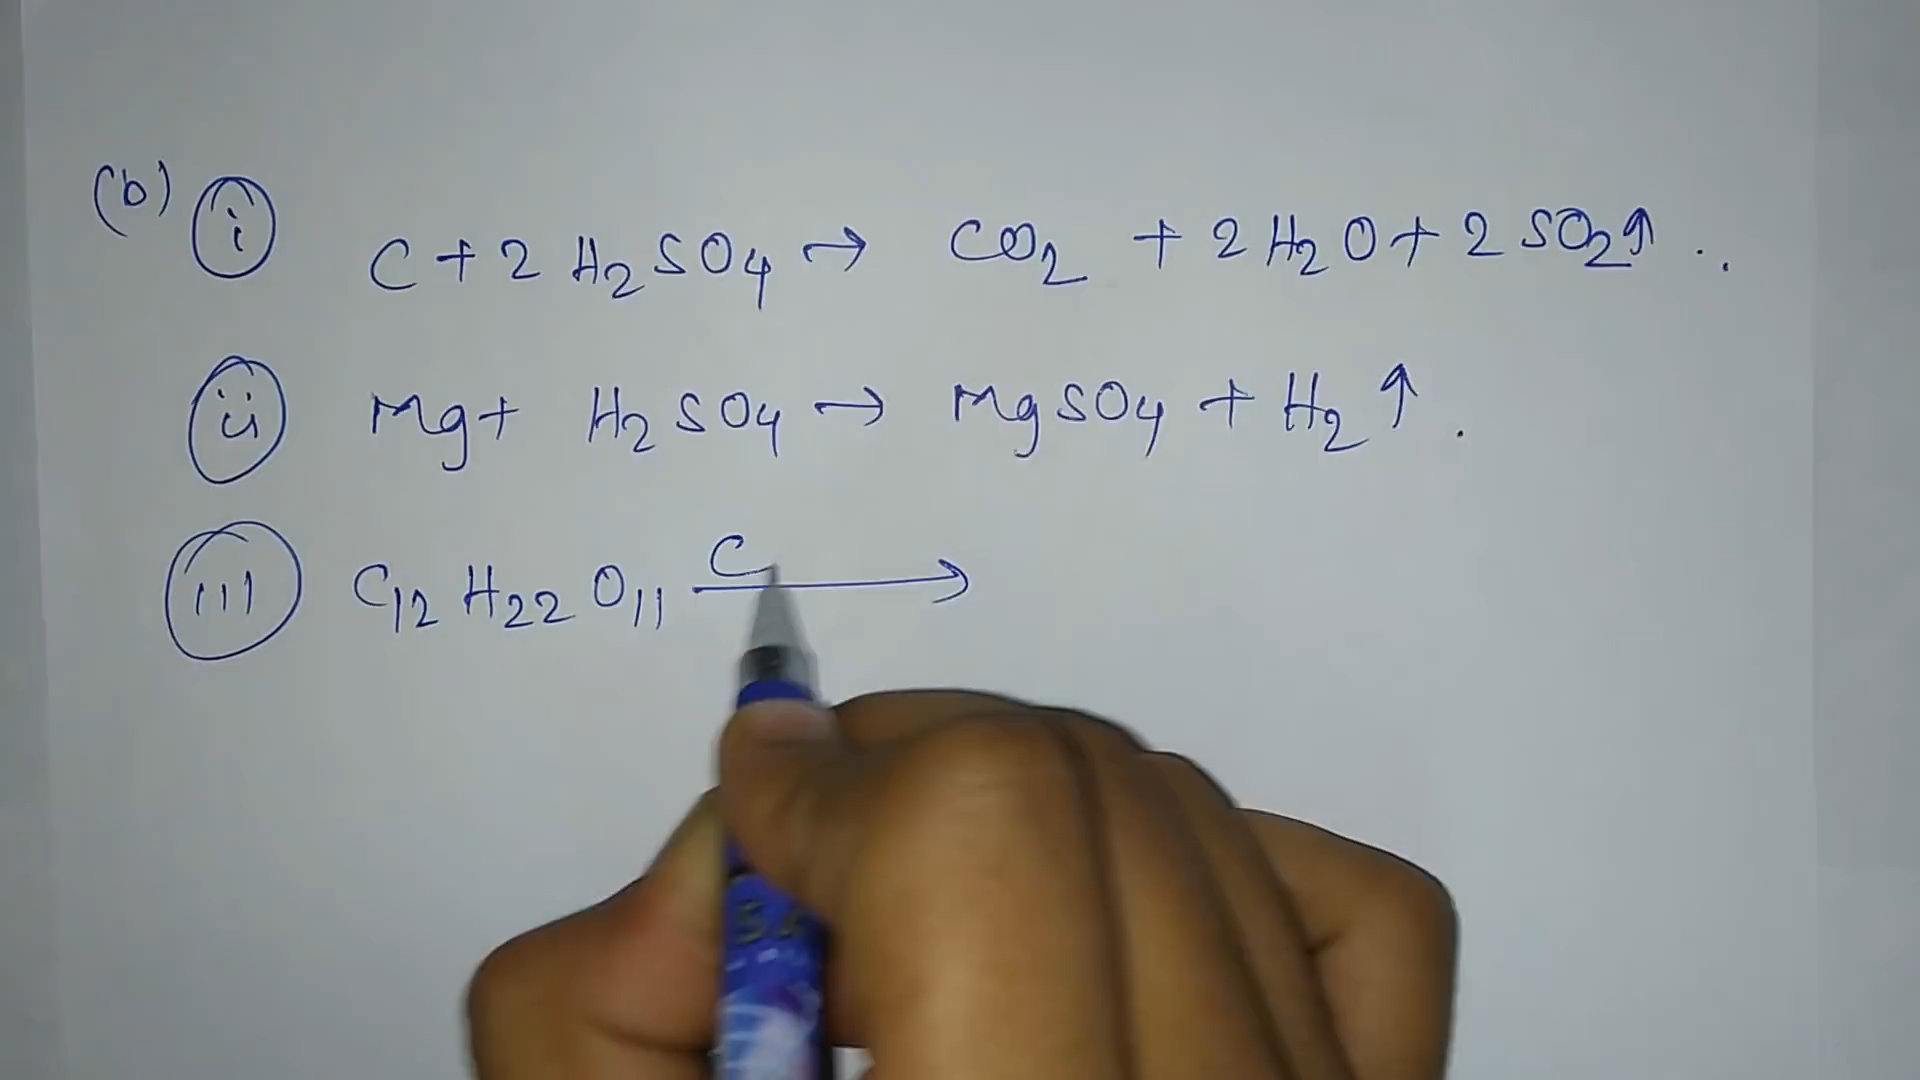 (b) (i) C + 2 H2SO4 → CO2 + 2 H2O + 2 SO2↑ .
(ii) Mg + H2SO4 → MgSO4 + H2↑ .
(iii) C12H22O11 C →